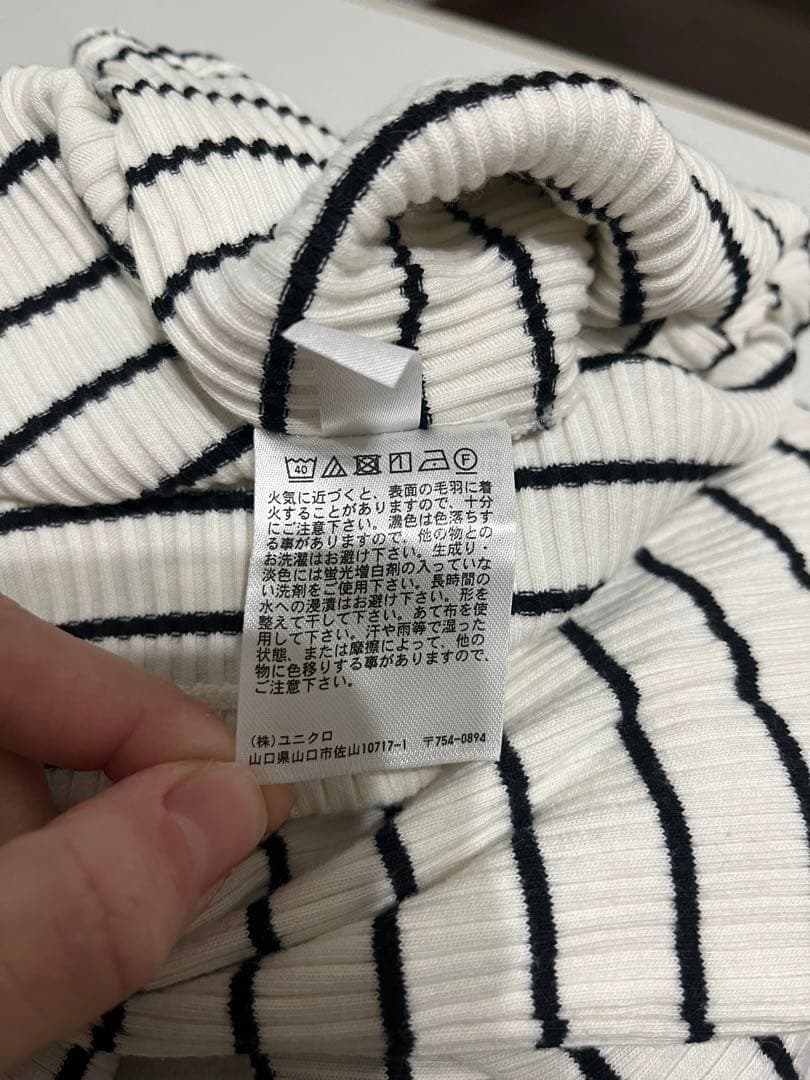 40 F
火気に近づくと、表面の毛羽に着
火することがありますので、十分
にご注意下さい。濃色は色落ちす
る事がありますので、他の物との
お洗濯はお避け下さい。生成り・
淡色には蛍光増白剤の入っていな
い洗剤をご使用下さい。長時間の
水への浸漬はお避け下さい。形を
整えて干して下さい。あて布を使
用して下さい。汗や雨等で湿った
状態、または摩擦によって、他の
物に色移りする事がありますので、
ご注意下さい。
(株)ユニクロ
山口県山口市佐山10717-1 〒754-0894